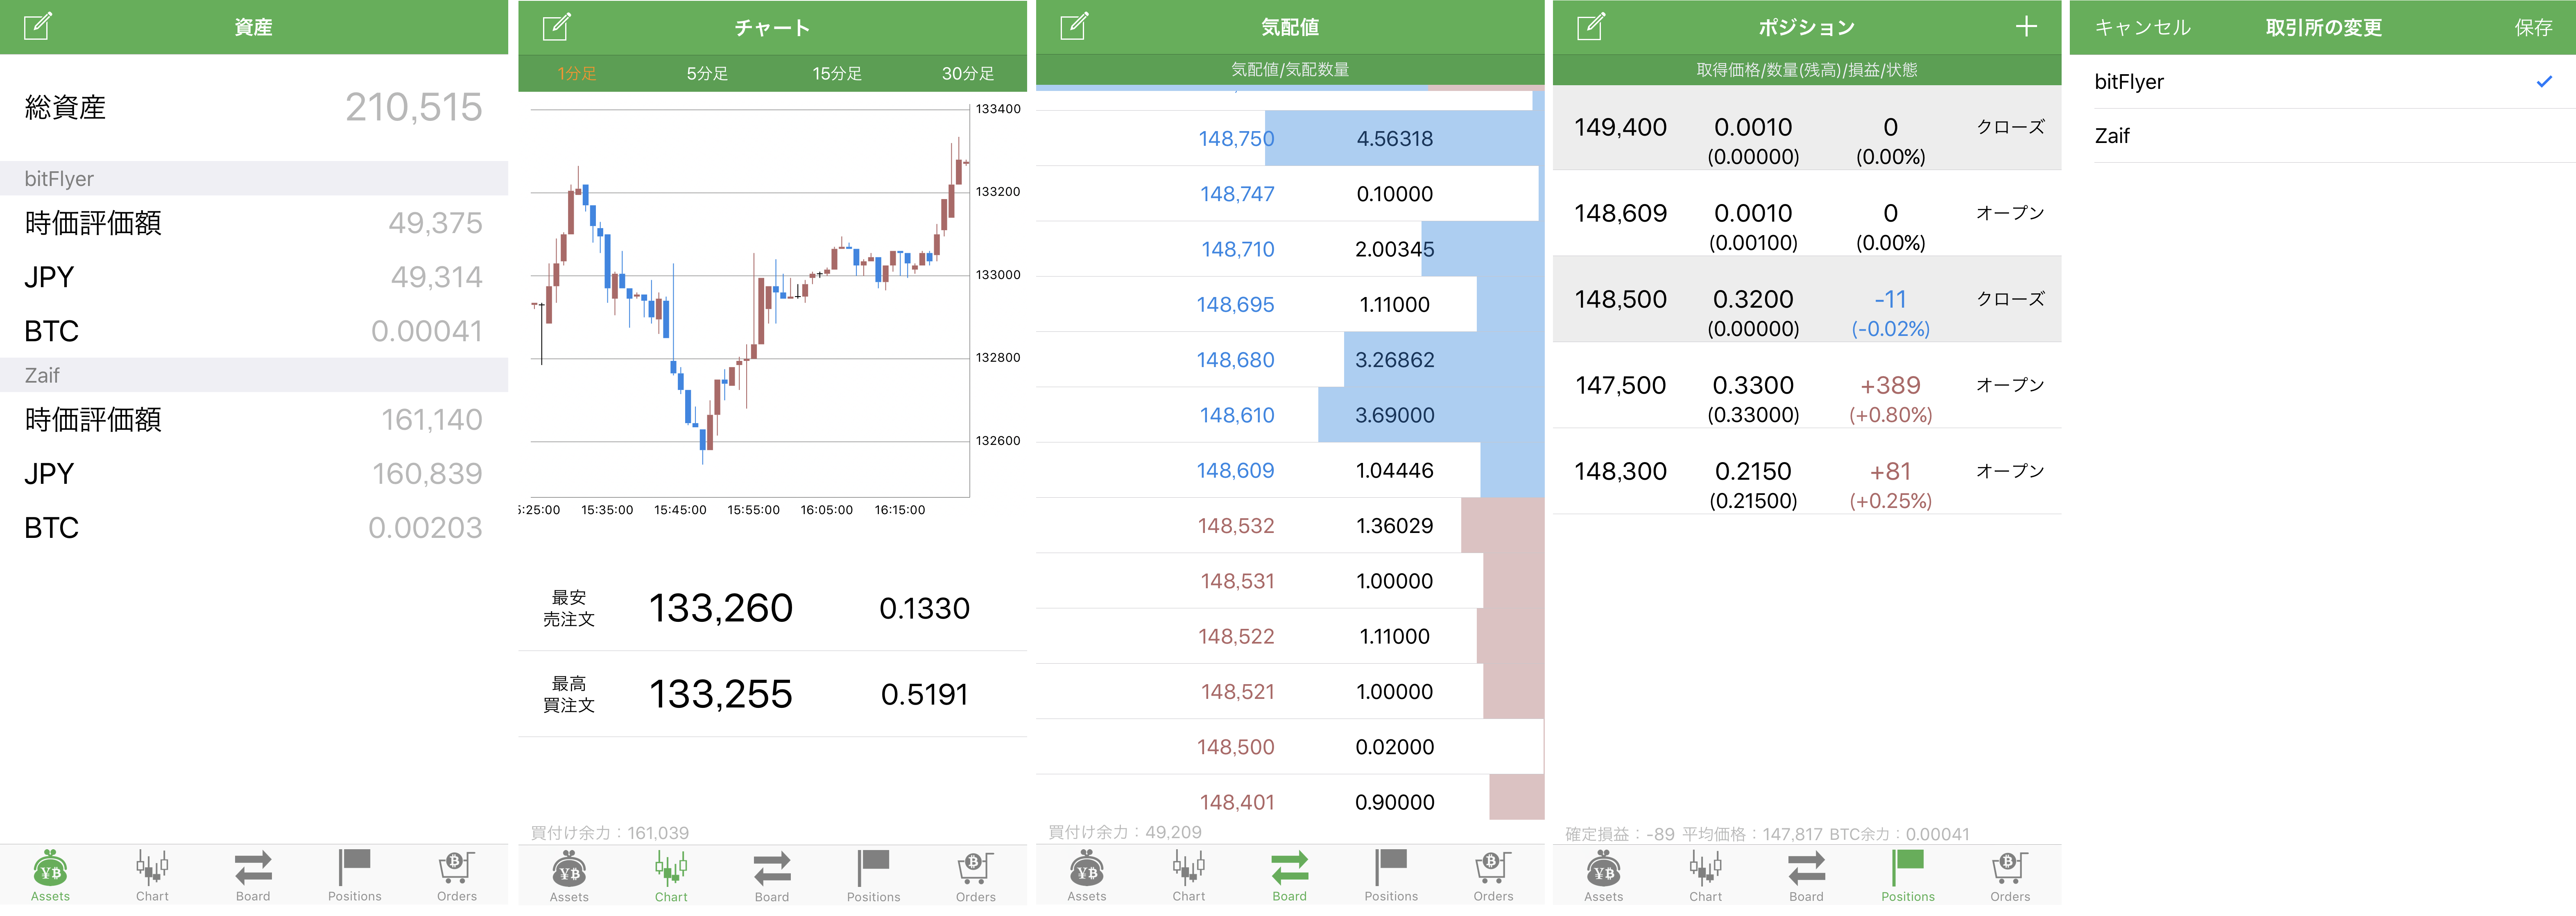 資産
総資産 210,515
bitFlyer
時価評価額 49,375
JPY 49,314
BTC 0.00041
Zaif
時価評価額 161,140
JPY 160,839
BTC 0.00203
Assets Chart Board Positions Orders
チャート
1分足 5分足 15分足 30分足
133400
133200
133000
132800
132600
5:25:00 15:35:00 15:45:00 15:55:00 16:05:00 16:15:00
最安
売注文 133,260 0.1330
最高
買注文 133,255 0.5191
買付け余力：161,039
Assets Chart Board Positions Orders
気配値
気配値/気配数量
148,750 4.56318
148,747 0.10000
148,710 2.00345
148,695 1.11000
148,680 3.26862
148,610 3.69000
148,609 1.04446
148,532 1.36029
148,531 1.00000
148,522 1.11000
148,521 1.00000
148,500 0.02000
148,401 0.90000
買付け余力：49,209
Assets Chart Board Positions Orders
ポジション +
取得価格/数量(残高)/損益/状態
149,400 0.0010 0 クローズ
(0.00000) (0.00%)
148,609 0.0010 0 オープン
(0.00100) (0.00%)
148,500 0.3200 -11 クローズ
(0.00000) (-0.02%)
147,500 0.3300 +389 オープン
(0.33000) (+0.80%)
148,300 0.2150 +81 オープン
(0.21500) (+0.25%)
確定損益：-89 平均価格：147,817 BTC余力：0.00041
Assets Chart Board Positions Orders
キャンセル 取引所の変更 保存
bitFlyer
Zaif